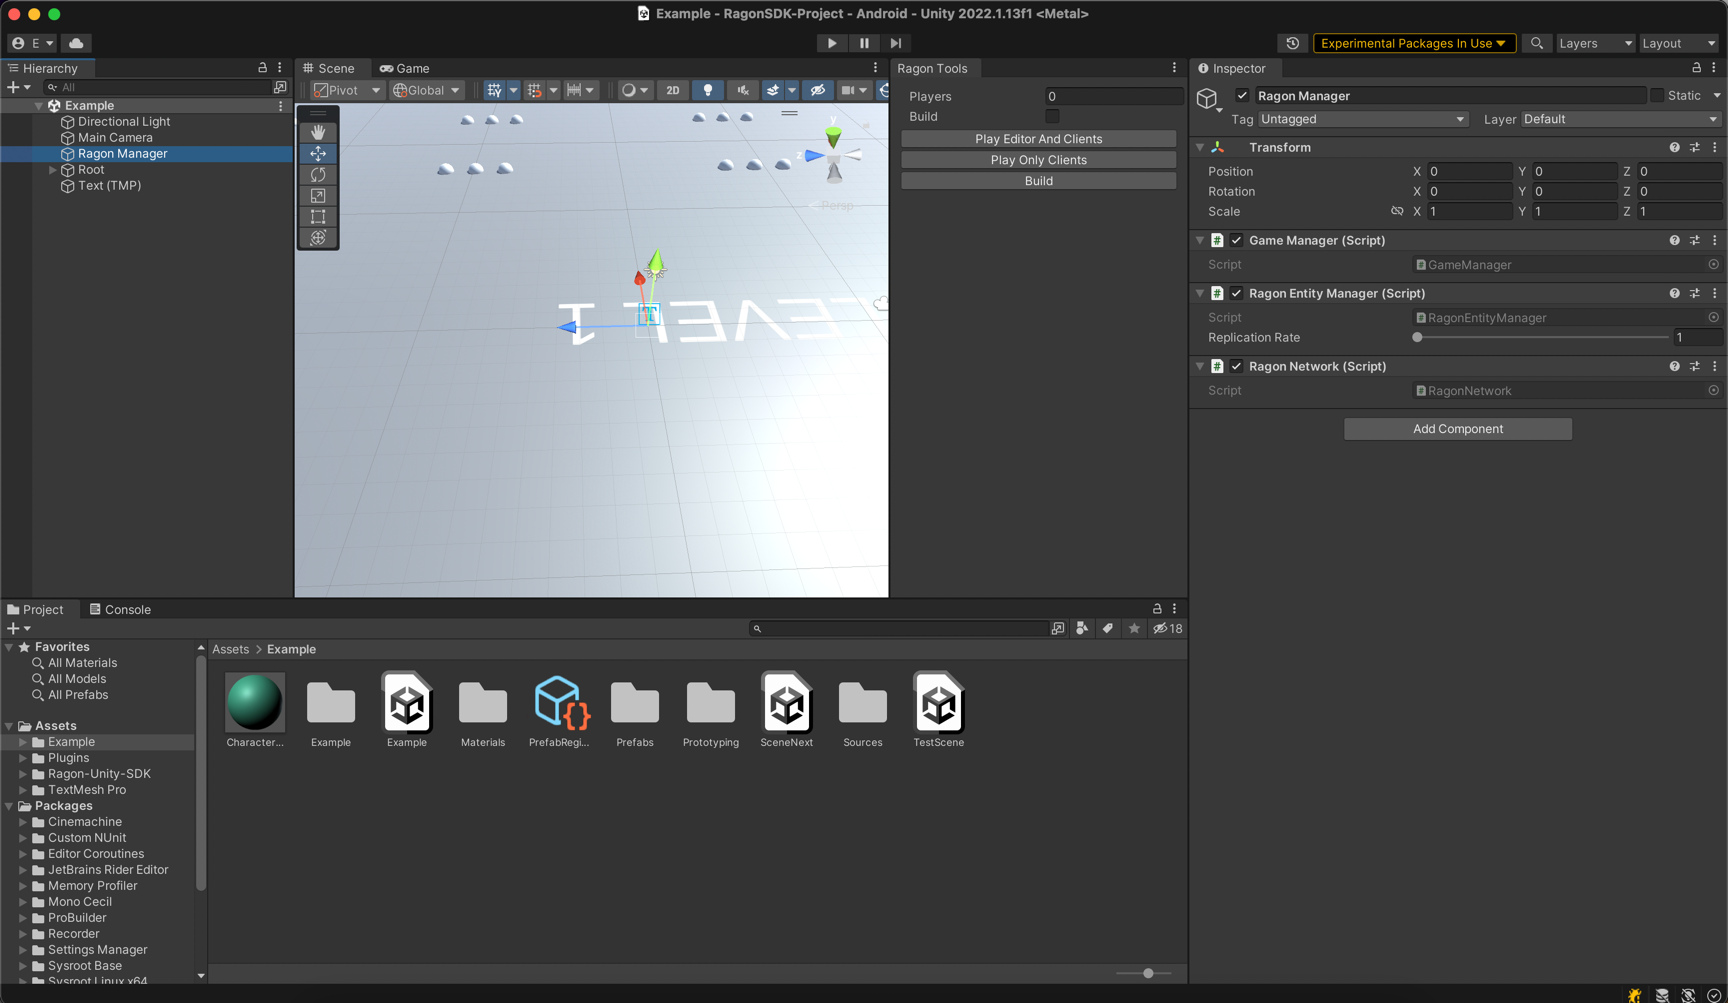 Example - RagonSDK-Project - Android - Unity 2022.1.13f1 <Metal>
E
Experimental Packages In Use
Layers
Layout
Hierarchy
All
Example
Directional Light
Main Camera
Ragon Manager
Root
Text (TMP)
Scene
Game
Pivot
Global
2D
y
z
Persp
LEVEL 1
Ragon Tools
Players
0
Build
Play Editor And Clients
Play Only Clients
Build
Inspector
Ragon Manager
Static
Tag
Untagged
Layer
Default
Transform
Position X 0 Y 0 Z 0
Rotation X 0 Y 0 Z 0
Scale X 1 Y 1 Z 1
Game Manager (Script)
Script
GameManager
Ragon Entity Manager (Script)
Script
RagonEntityManager
Replication Rate
1
Ragon Network (Script)
Script
RagonNetwork
Add Component
Project
Console
18
Favorites
All Materials
All Models
All Prefabs
Assets
Example
Plugins
Ragon-Unity-SDK
TextMesh Pro
Packages
Cinemachine
Custom NUnit
Editor Coroutines
JetBrains Rider Editor
Memory Profiler
Mono Cecil
ProBuilder
Recorder
Settings Manager
Sysroot Base
Sysroot Linux x64
Assets > Example
Character...
Example
Example
Materials
PrefabRegi...
Prefabs
Prototyping
SceneNext
Sources
TestScene